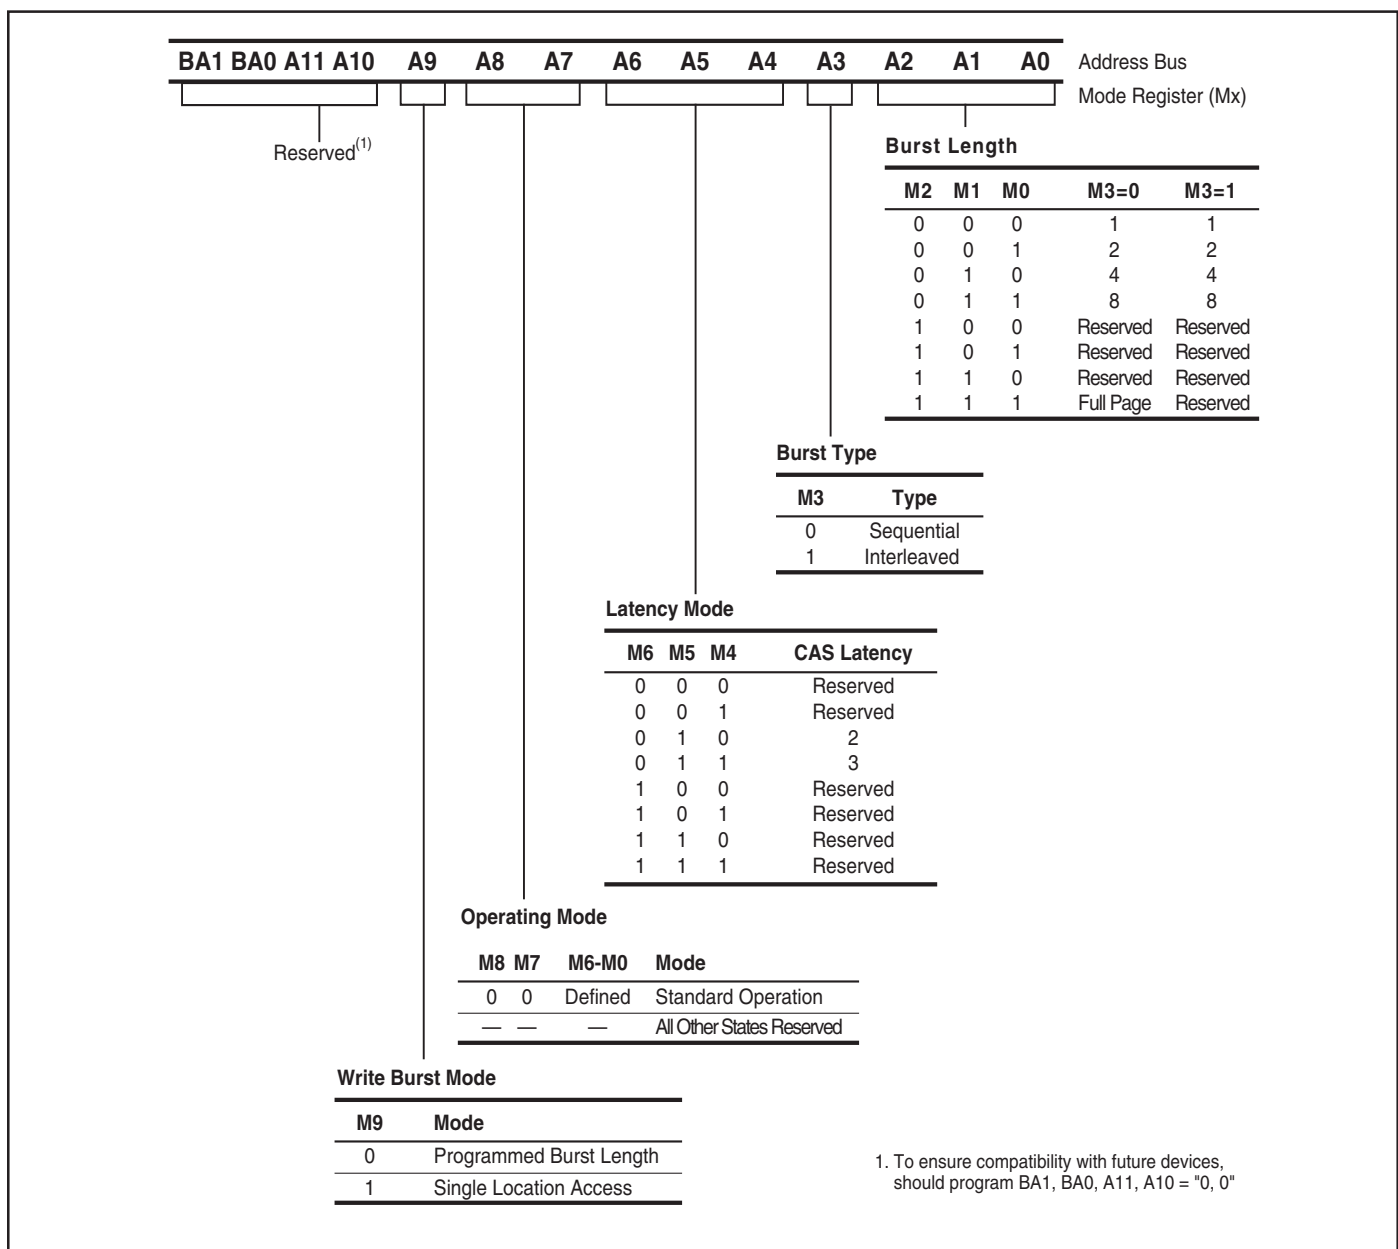 BA1 BA0 A11 A10 A9 A8 A7 A6 A5 A4 A3 A2 A1 A0 Address Bus
Mode Register (Mx)
Reserved(1)
Burst Length
M2 M1 M0 M3=0 M3=1
0 0 0 1 1
0 0 1 2 2
0 1 0 4 4
0 1 1 8 8
1 0 0 Reserved Reserved
1 0 1 Reserved Reserved
1 1 0 Reserved Reserved
1 1 1 Full Page Reserved
Burst Type
M3 Type
0 Sequential
1 Interleaved
Latency Mode
M6 M5 M4 CAS Latency
0 0 0 Reserved
0 0 1 Reserved
0 1 0 2
0 1 1 3
1 0 0 Reserved
1 0 1 Reserved
1 1 0 Reserved
1 1 1 Reserved
Operating Mode
M8 M7 M6-M0 Mode
0 0 Defined Standard Operation
— — — All Other States Reserved
Write Burst Mode
M9 Mode
0 Programmed Burst Length
1 Single Location Access
1. To ensure compatibility with future devices,
should program BA1, BA0, A11, A10 = "0, 0"